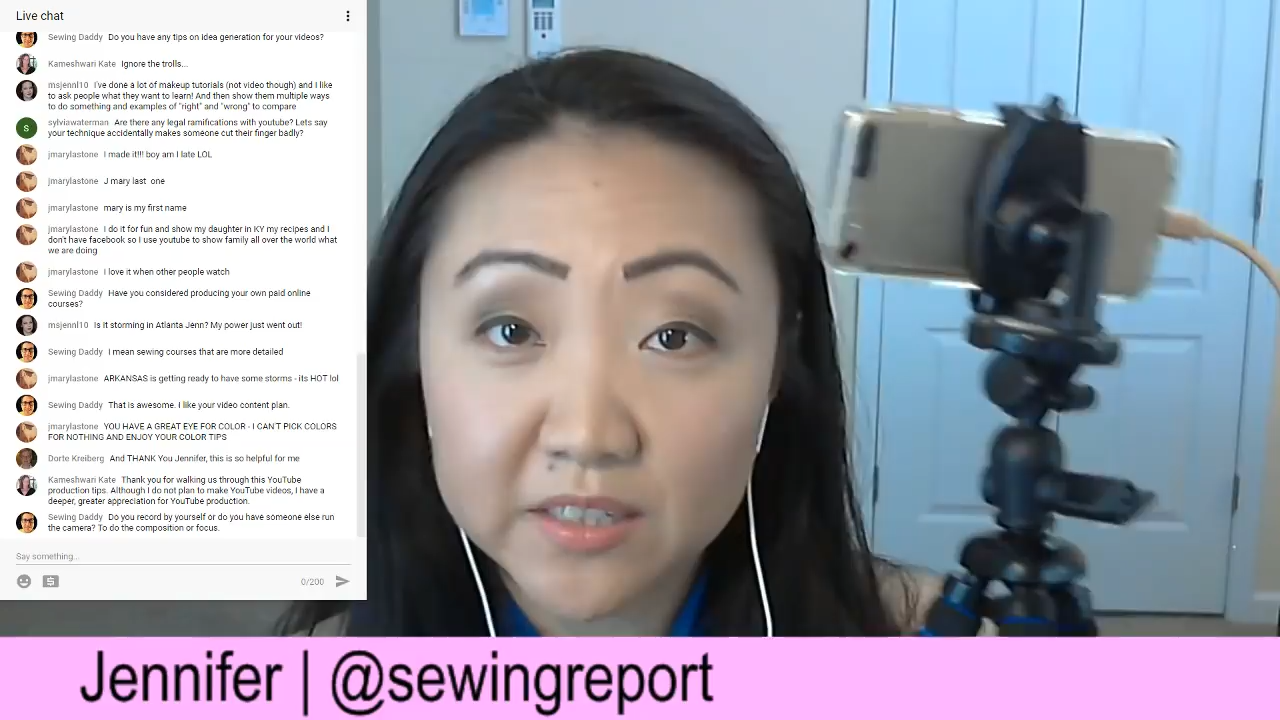 Live chat
Sewing Daddy Do you have any tips on idea generation for your videos?
Kameshwari Kate Ignore the trolls...
msjennl10 I've done a lot of makeup tutorials (not video though) and I like
to ask people what they want to learn! And then show them multiple ways
to do something and examples of "right" and "wrong" to compare
S
sylviawaterman Are there any legal ramifications with youtube? Lets say
your technique accidentally makes someone cut their finger badly?
jmarylastone I made it!!! boy am I late LOL
jmarylastone J mary last one
jmarylastone mary is my first name
jmarylastone I do it for fun and show my daughter in KY my recipes and I
don't have facebook so I use youtube to show family all over the world what
we are doing
jmarylastone I love it when other people watch
Sewing Daddy Have you considered producing your own paid online
courses?
msjennl10 Is it storming in Atlanta Jenn? My power just went out!
Sewing Daddy I mean sewing courses that are more detailed
jmarylastone ARKANSAS is getting ready to have some storms - its HOT lol
Sewing Daddy That is awesome. I like your video content plan.
jmarylastone YOU HAVE A GREAT EYE FOR COLOR - I CAN'T PICK COLORS
FOR NOTHING AND ENJOY YOUR COLOR TIPS
Dorte Kreiberg And THANK You Jennifer, this is so helpful for me
Kameshwari Kate Thank you for walking us through this YouTube
production tips. Although I do not plan to make YouTube videos, I have a
deeper, greater appreciation for YouTube production.
Sewing Daddy Do you record by yourself or do you have someone else run
the camera? To do the composition or focus.
Say something...
0/200
Jennifer | @sewingreport